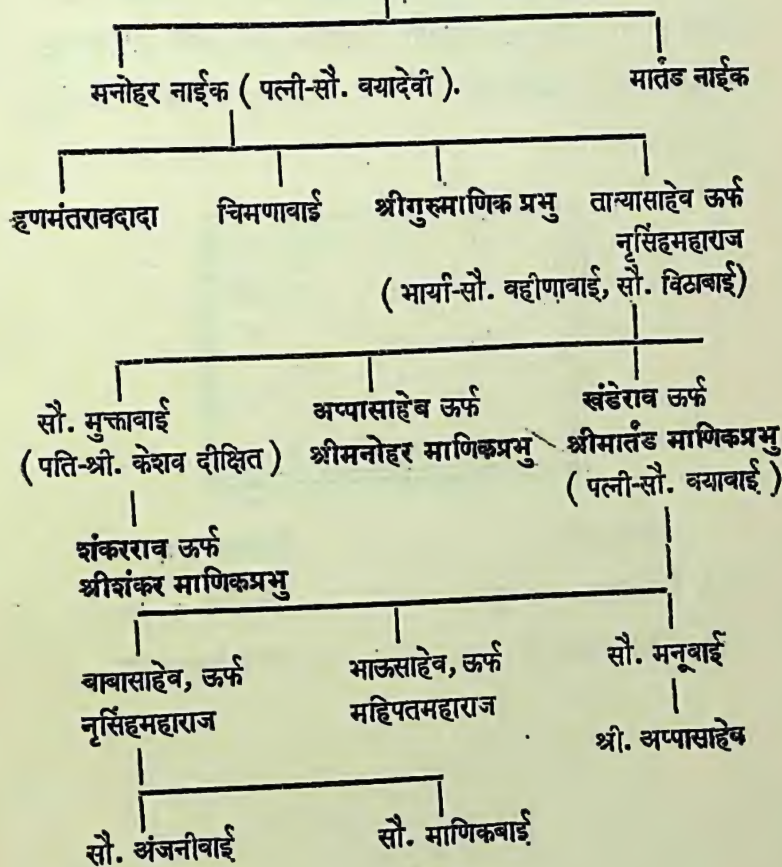 मनोहर नाईक ( पत्नी-सौ. बयादेवी ). मार्तंड नाईक
हणमंतरावदादा चिमणाबाई श्रीगुरुमाणिक प्रभु तात्यासाहेब ऊर्फ
नृसिंहमहाराज
( भार्या-सौ. वहीणाबाई, सौ. विठाबाई)
सौ. मुक्ताबाई अप्पासाहेब ऊर्फ खंडेराव ऊर्फ
( पति-श्री. केशव दीक्षित ) श्रीमनोहर माणिकप्रभु श्रीमार्तंड माणिकप्रभु
( पत्नी-सौ. बयाबाई )
शंकरराव ऊर्फ
श्रीशंकर माणिकप्रभु
बाबासाहेब, ऊर्फ भाऊसाहेब, ऊर्फ सौ. मनूबाई
नृसिंहमहाराज महिपतमहाराज
श्री. अप्पासाहेब
सौ. अंजनीबाई सौ. माणिकबाई